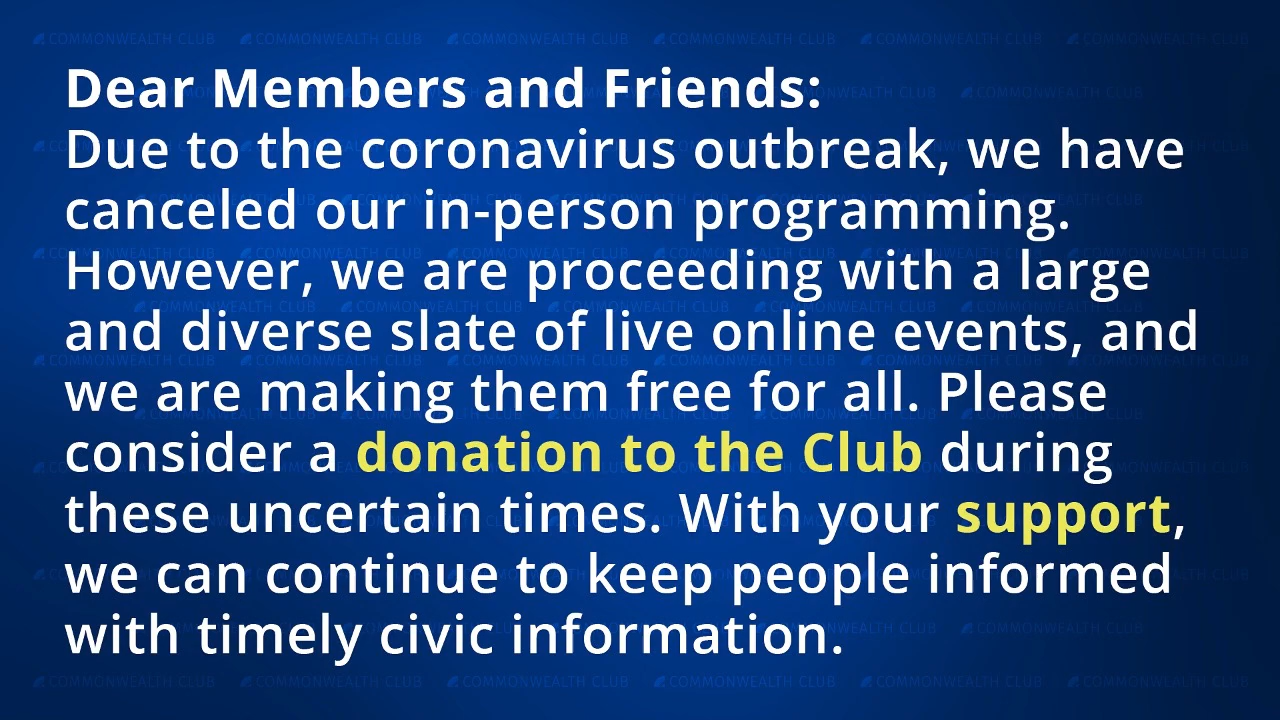 Dear Members and Friends:
Due to the coronavirus outbreak, we have
canceled our in-person programming.
However, we are proceeding with a large
and diverse slate of live online events, and
we are making them free for all. Please
consider a donation to the Club during
these uncertain times. With your support,
we can continue to keep people informed
with timely civic information.
COMMONWEALTH CLUB